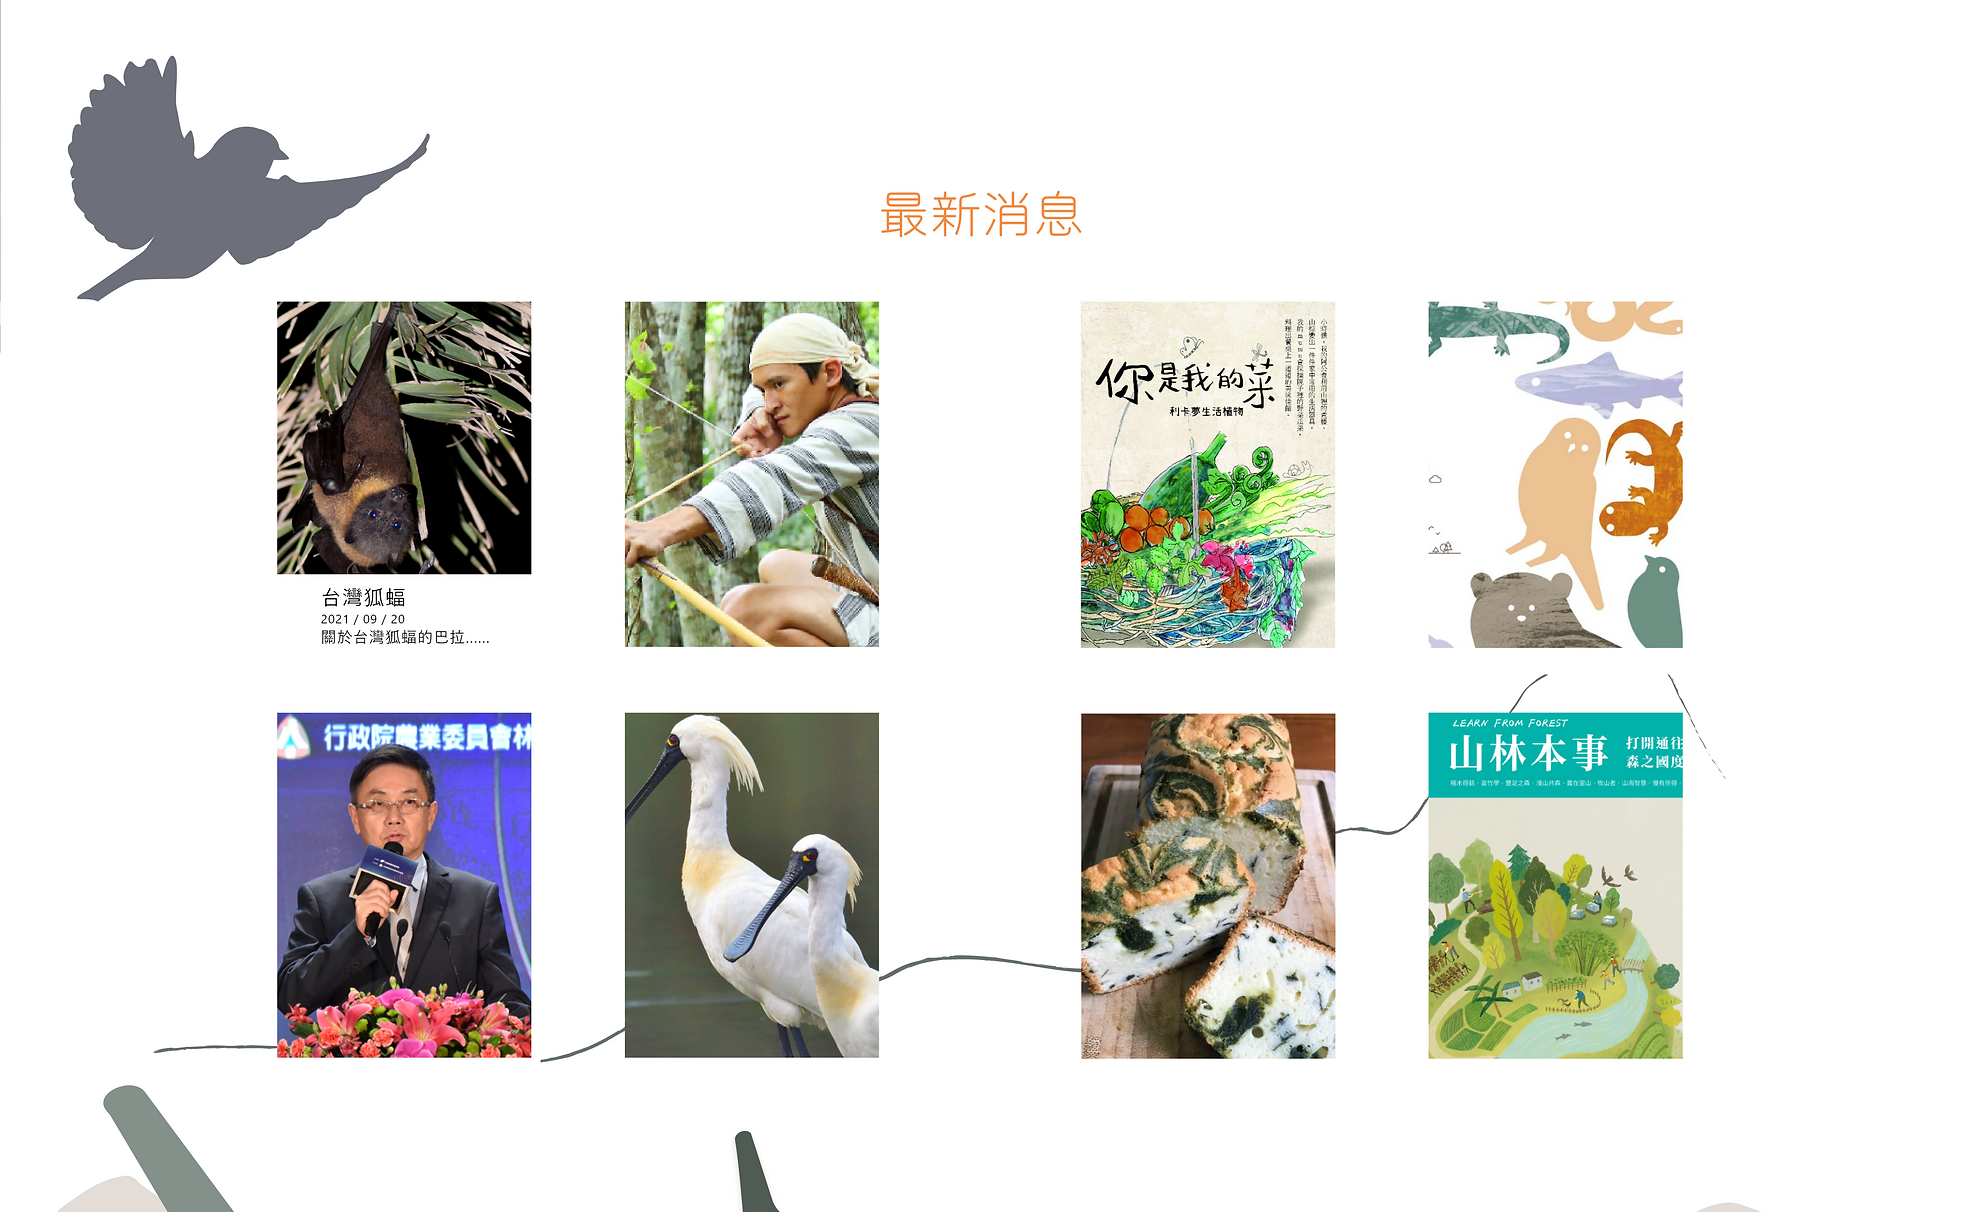 最新消息
台灣狐蝠
2021 / 09 / 20
關於台灣狐蝠的巴拉......
你是我的菜
利卡夢生活植物
行政院農業委員會林
LEARN FROM FOREST
山林本事
打開通往
森之國度